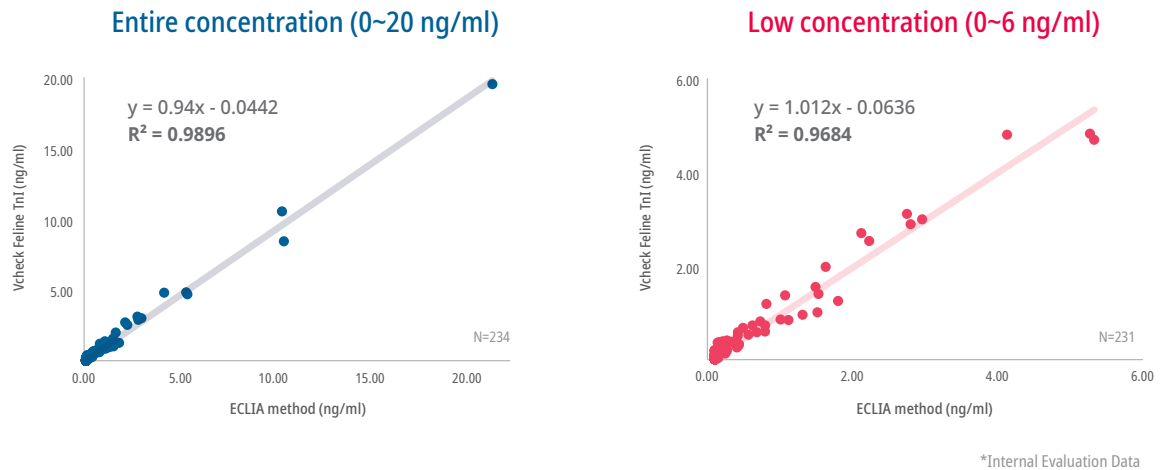 Entire concentration (0~20 ng/ml)
Vcheck Feline TnI (ng/ml)
20.00
15.00
10.00
5.00
y = 0.94x - 0.0442
R² = 0.9896
N=234
0.00
5.00
10.00
15.00
20.00
ECLIA method (ng/ml)
Low concentration (0~6 ng/ml)
Vcheck Feline TnI (ng/ml)
6.00
4.00
2.00
y = 1.012x - 0.0636
R² = 0.9684
N=231
0.00
2.00
4.00
6.00
ECLIA method (ng/ml)
*Internal Evaluation Data